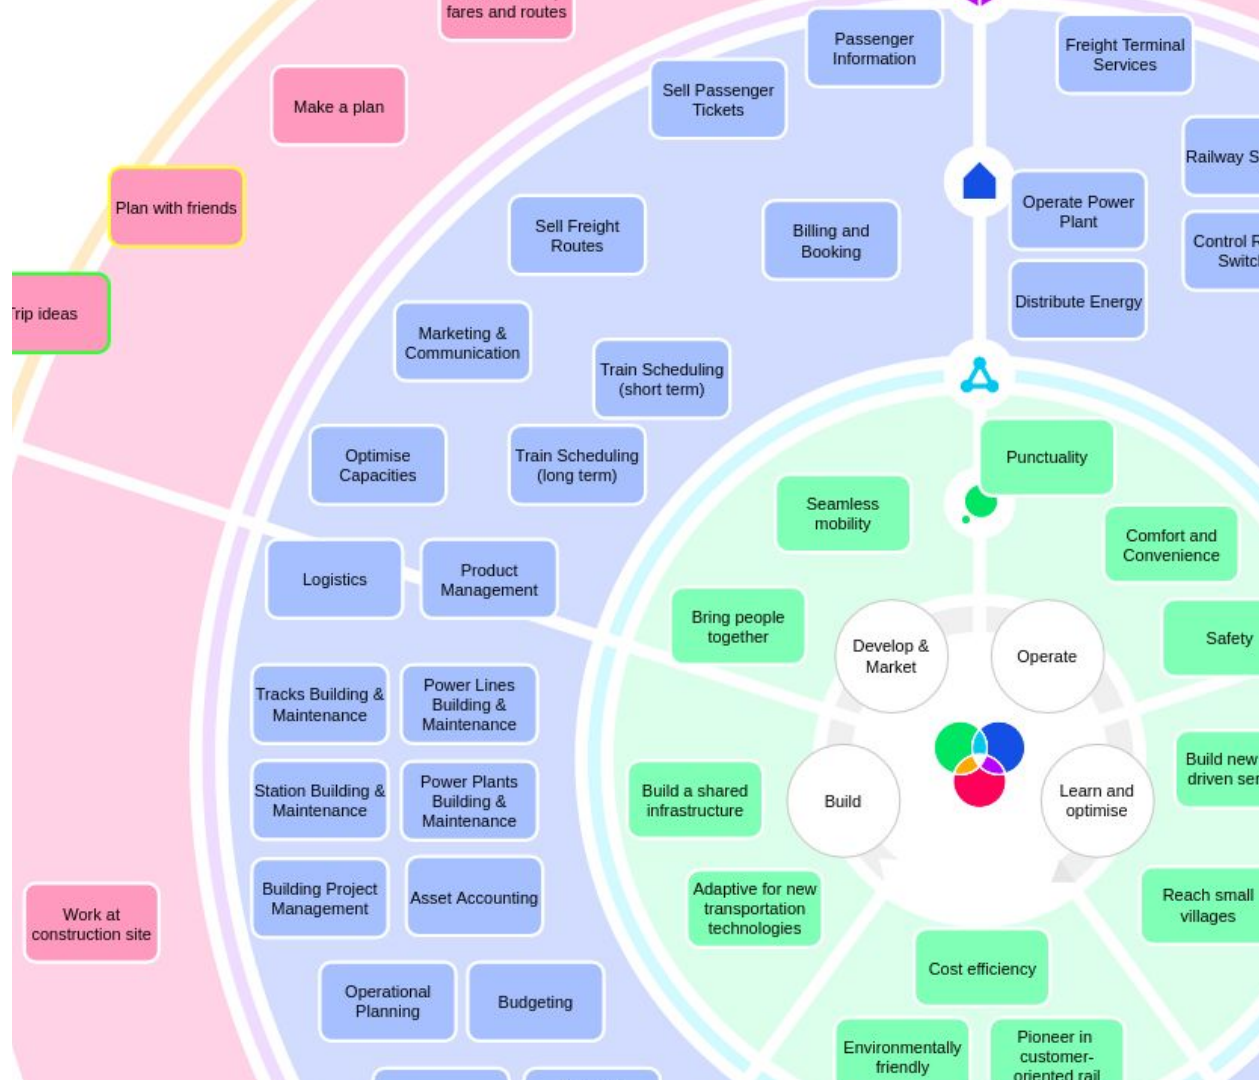 fares and routes
Make a plan
Plan with friends
Trip ideas
Passenger
Information
Freight Terminal
Services
Sell Passenger
Tickets
Railway S
Sell Freight
Routes
Billing and
Booking
Operate Power
Plant
Control R
Switc
Distribute Energy
Marketing &
Communication
Train Scheduling
(short term)
Optimise
Capacities
Train Scheduling
(long term)
Punctuality
Seamless
mobility
Comfort and
Convenience
Logistics
Product
Management
Bring people
together
Safety
Develop &
Market
Operate
Tracks Building &
Maintenance
Power Lines
Building &
Maintenance
Station Building &
Maintenance
Power Plants
Building &
Maintenance
Build a shared
infrastructure
Build
Learn and
optimise
Build new
driven ser
Building Project
Management
Asset Accounting
Adaptive for new
transportation
technologies
Reach small
villages
Work at
construction site
Cost efficiency
Operational
Planning
Budgeting
Environmentally
friendly
Pioneer in
customer-
oriented rail